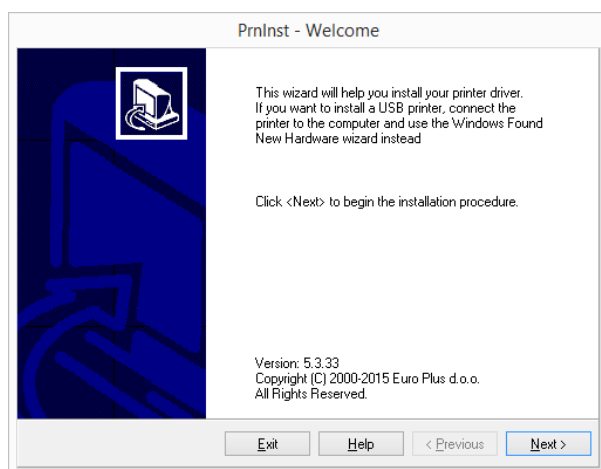 PrnInst - Welcome
This wizard will help you install your printer driver.
If you want to install a USB printer, connect the
printer to the computer and use the Windows Found
New Hardware wizard instead
Click <Next> to begin the installation procedure.
Version: 5.3.33
Copyright (C) 2000-2015 Euro Plus d.o.o.
All Rights Reserved.
Exit Help < Previous Next >